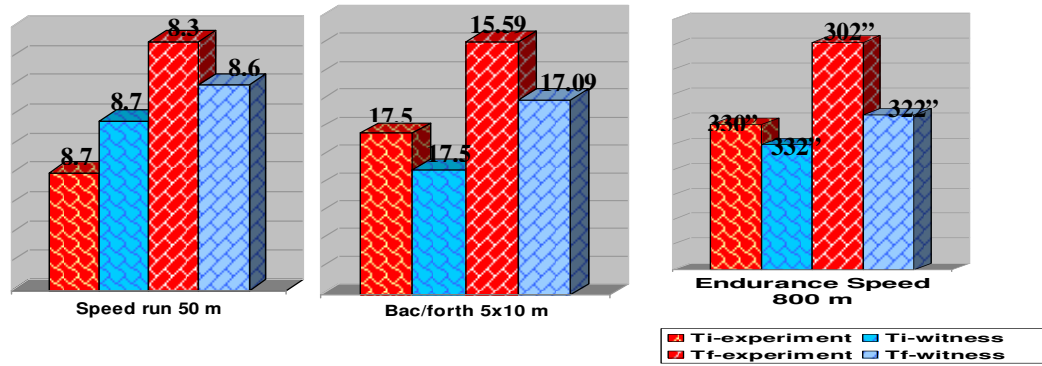 8.7
8.7
8.3
8.6
Speed run 50 m
17.5
17.5
15.59
17.09
Bac/forth 5x10 m
330”
332”
302”
322”
Endurance Speed
800 m
Ti-experiment Ti-witness
Tf-experiment Tf-witness